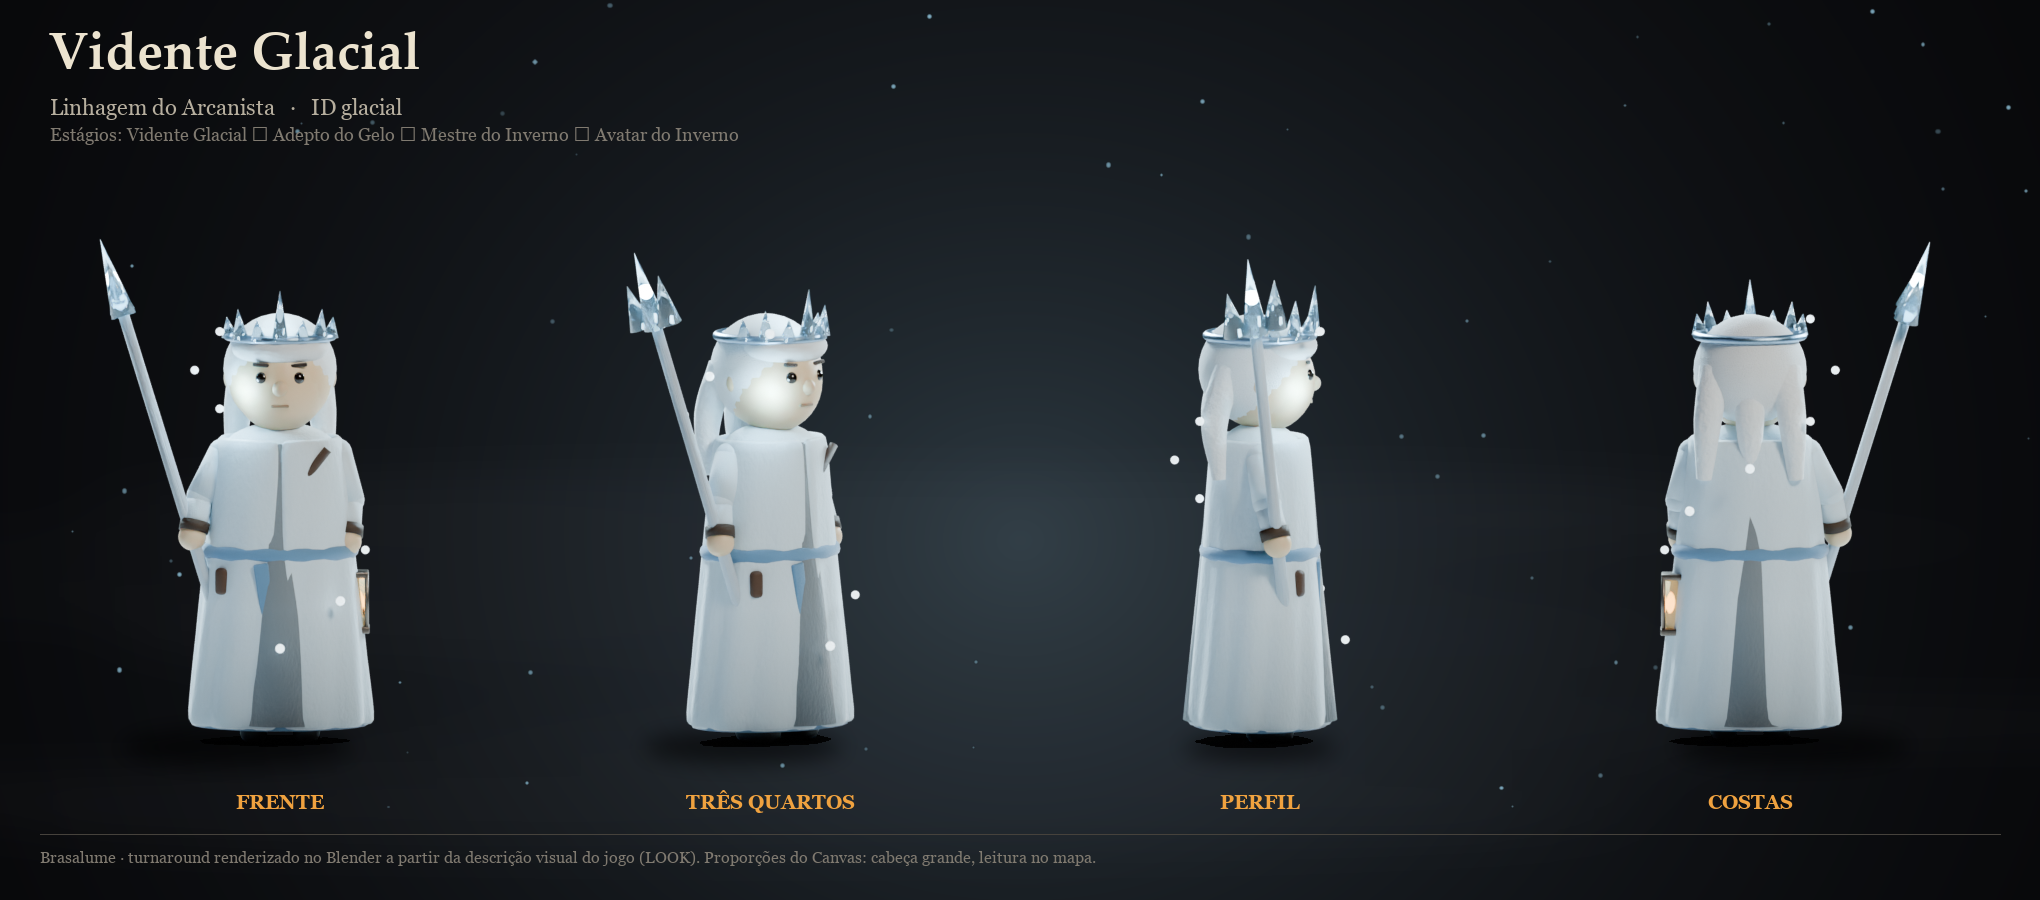 Vidente Glacial
Linhagem do Arcanista · ID glacial
Estágios: Vidente Glacial □ Adepto do Gelo □ Mestre do Inverno □ Avatar do Inverno
FRENTE
TRÊS QUARTOS
PERFIL
COSTAS
Brasalume · turnaround renderizado no Blender a partir da descrição visual do jogo (LOOK). Proporções do Canvas: cabeça grande, leitura no mapa.